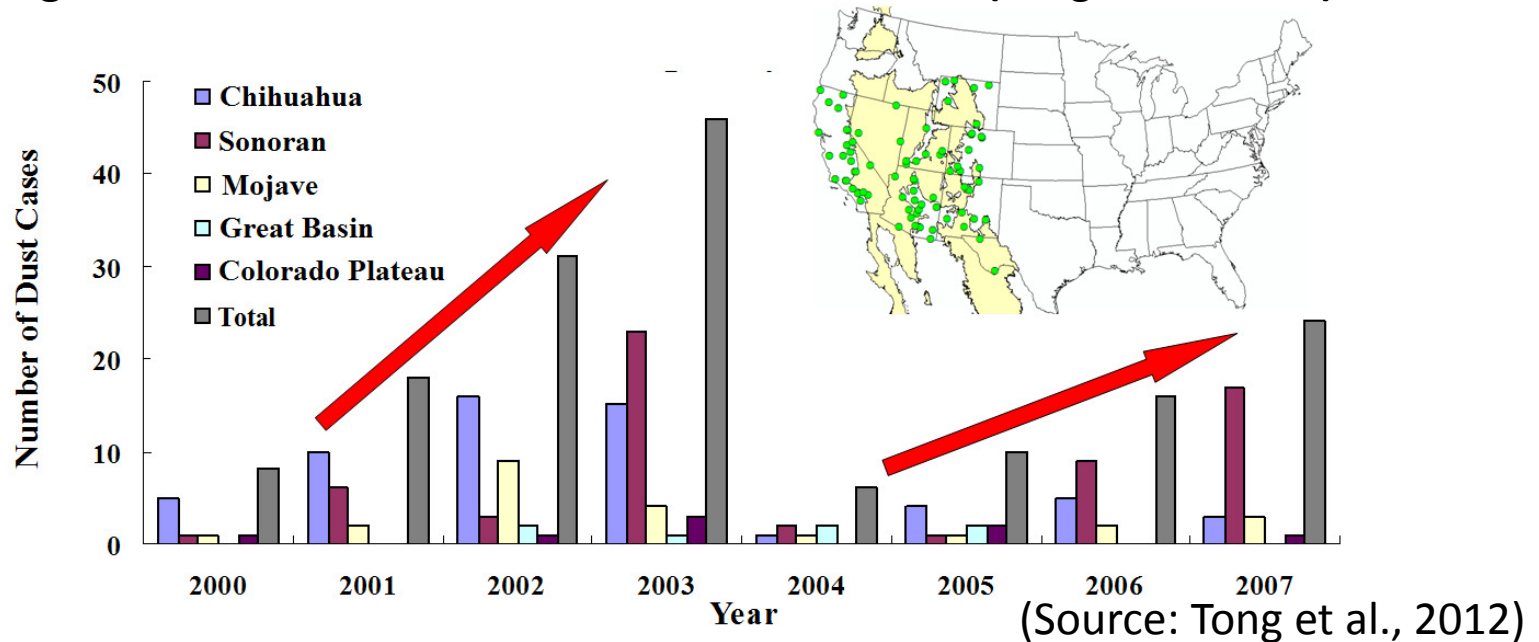 50
40
30
20
10
0
Number of Dust Cases
Chihuahua
Sonoran
Mojave
Great Basin
Colorado Plateau
Total
2000 2001 2002 2003 2004 2005 2006 2007
Year
(Source: Tong et al., 2012)